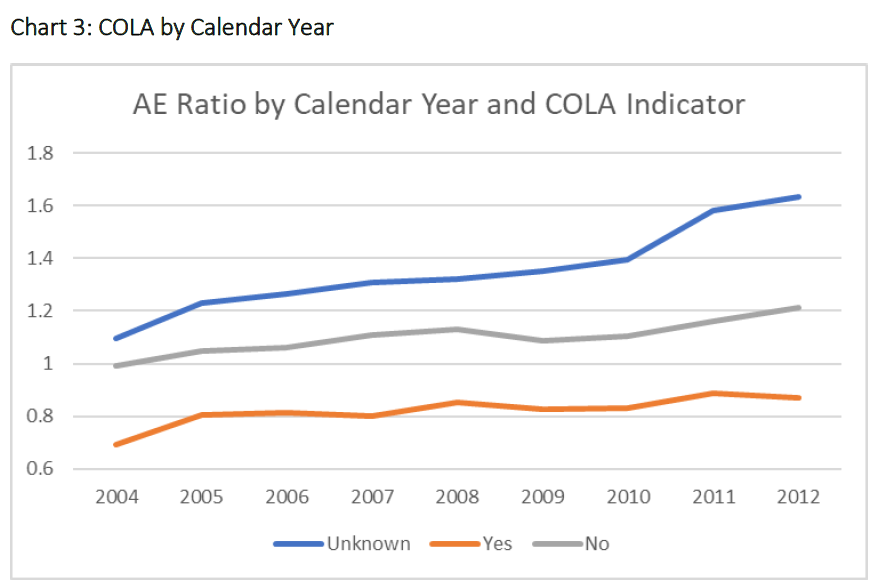 Chart 3: COLA by Calendar Year
AE Ratio by Calendar Year and COLA Indicator
1.8
1.6
1.4
1.2
1
0.8
0.6
2004 2005 2006 2007 2008 2009 2010 2011 2012
Unknown Yes No